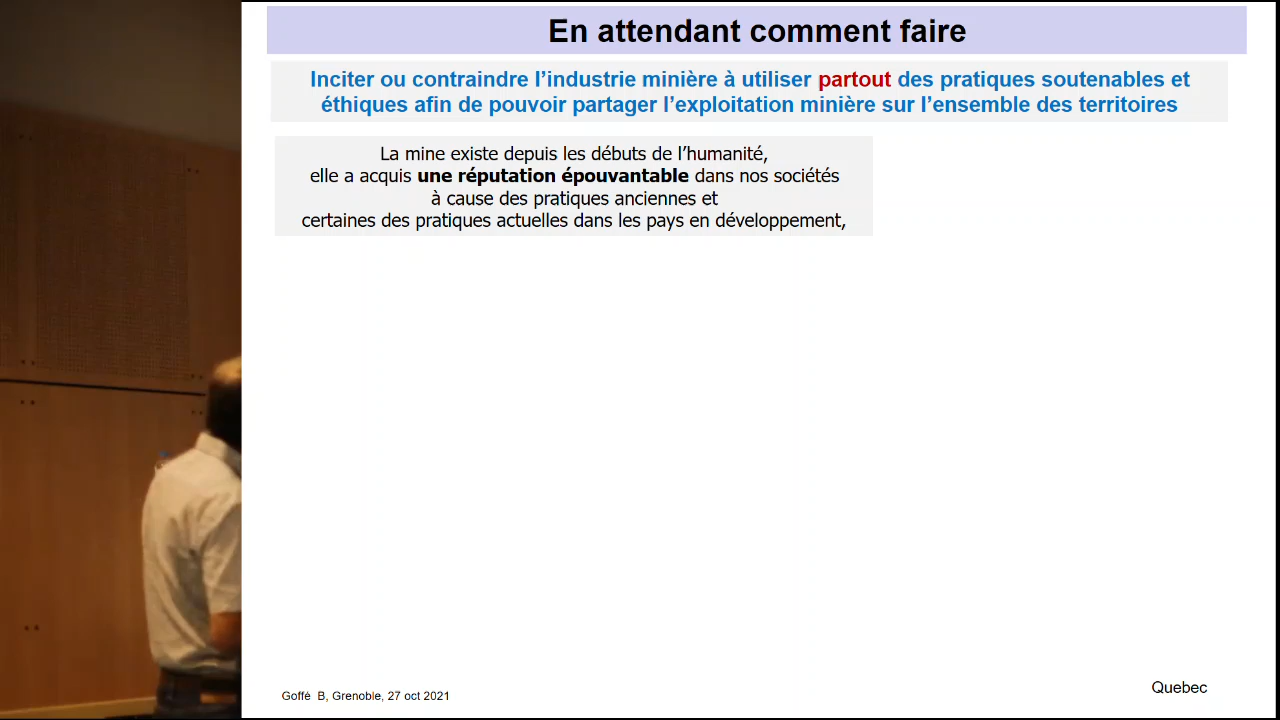 En attendant comment faire
Inciter ou contraindre l’industrie minière à utiliser partout des pratiques soutenables et
éthiques afin de pouvoir partager l’exploitation minière sur l’ensemble des territoires
La mine existe depuis les débuts de l’humanité,
elle a acquis une réputation épouvantable dans nos sociétés
à cause des pratiques anciennes et
certaines des pratiques actuelles dans les pays en développement,
Goffé B, Grenoble, 27 oct 2021
Quebec